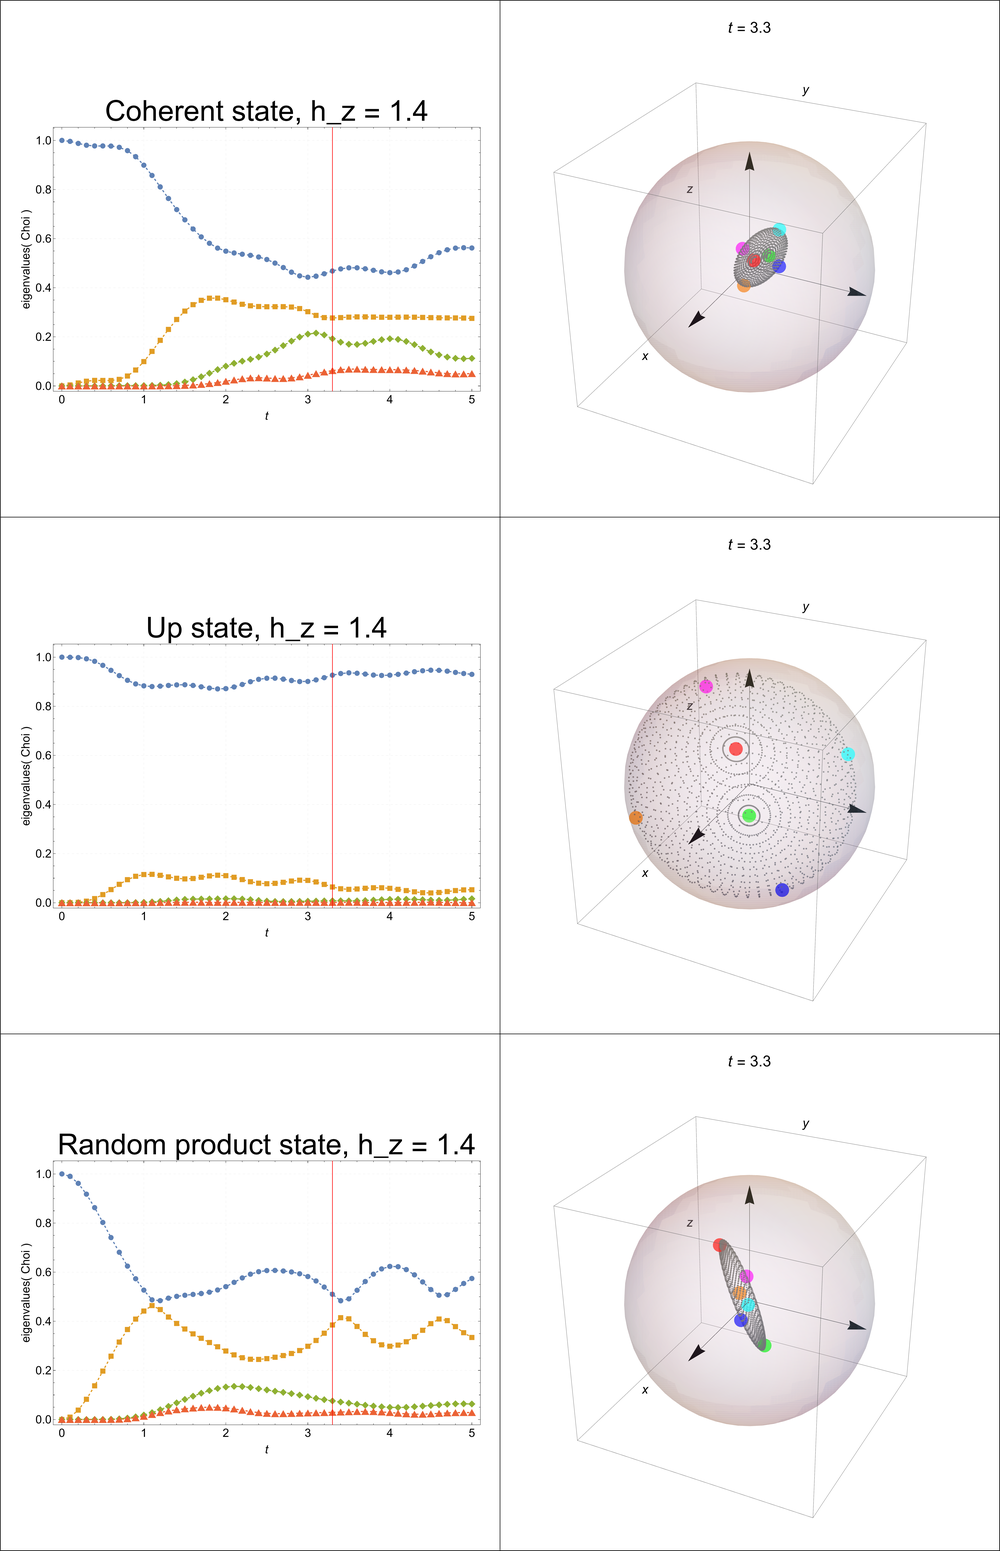 Coherent state, h_z = 1.4
eigenvalues( Choi )
1.0
0.8
0.6
0.4
0.2
0.0
0 1 2 3 4 5
t
t = 3.3
y
z
x
Up state, h_z = 1.4
eigenvalues( Choi )
1.0
0.8
0.6
0.4
0.2
0.0
0 1 2 3 4 5
t
t = 3.3
y
z
x
Random product state, h_z = 1.4
eigenvalues( Choi )
1.0
0.8
0.6
0.4
0.2
0.0
0 1 2 3 4 5
t
t = 3.3
y
z
x